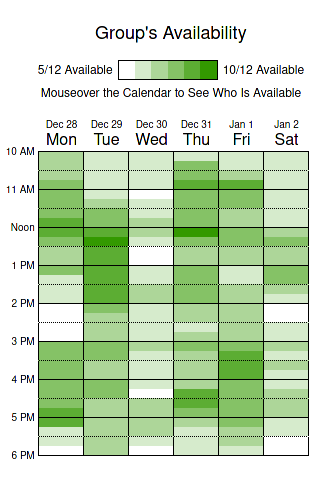 Group's Availability
5/12 Available 10/12 Available
Mouseover the Calendar to See Who Is Available
Dec 28 Dec 29 Dec 30 Dec 31 Jan 1 Jan 2
Mon Tue Wed Thu Fri Sat
10 AM
11 AM
Noon
1 PM
2 PM
3 PM
4 PM
5 PM
6 PM